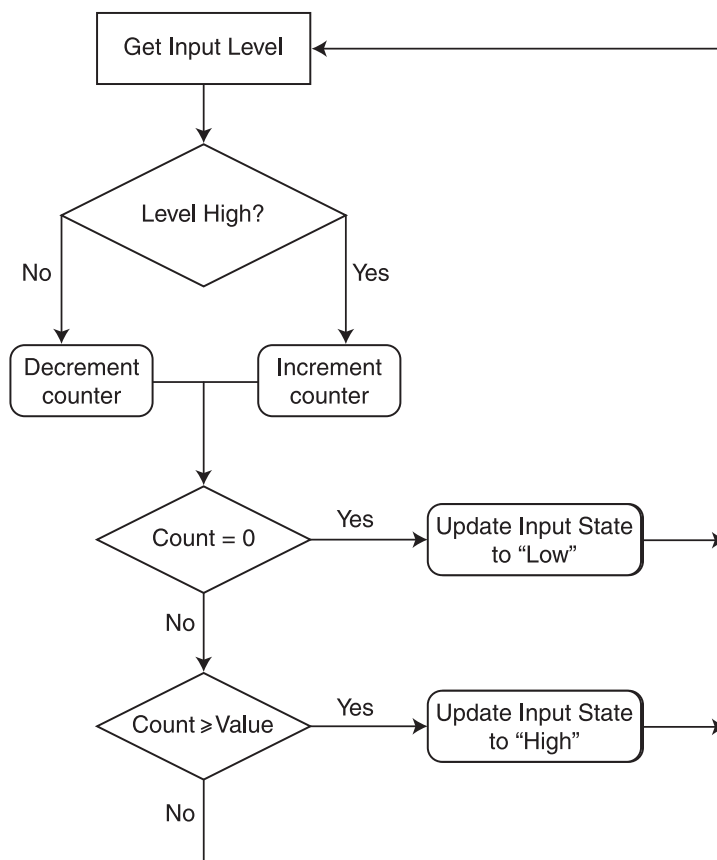 Get Input Level
Level High?
No
Yes
Decrement
counter
Increment
counter
Count = 0
Yes
Update Input State
to “Low”
No
Count ⩾ Value
Yes
Update Input State
to “High”
No